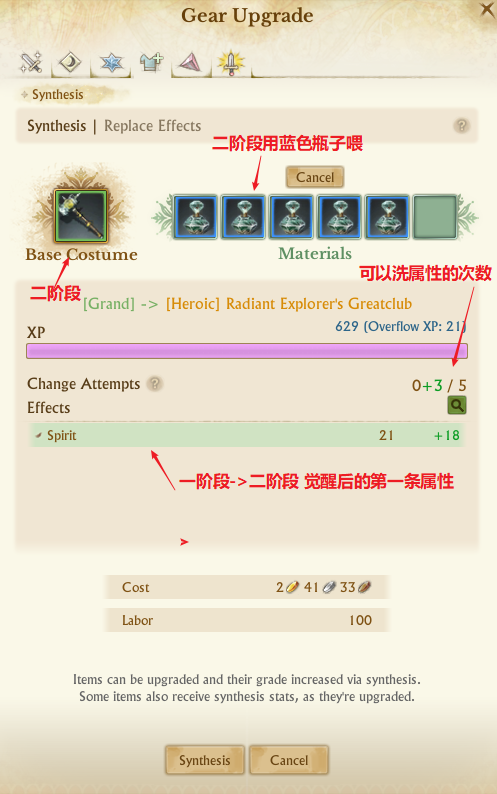 Gear Upgrade
Synthesis
Synthesis | Replace Effects
?
二阶段用蓝色瓶子喂
Cancel
Base Costume
Materials
二阶段
可以洗属性的次数
[Grand] -> [Heroic] Radiant Explorer's Greatclub
XP
629 (Overflow XP: 21)
Change Attempts ?
0+3 / 5
Effects
Spirit 21 +18
一阶段->二阶段 觉醒后的第一条属性
Cost 2 41 33
Labor 100
Items can be upgraded and their grade increased via synthesis.
Some items also receive synthesis stats, as they're upgraded.
Synthesis Cancel